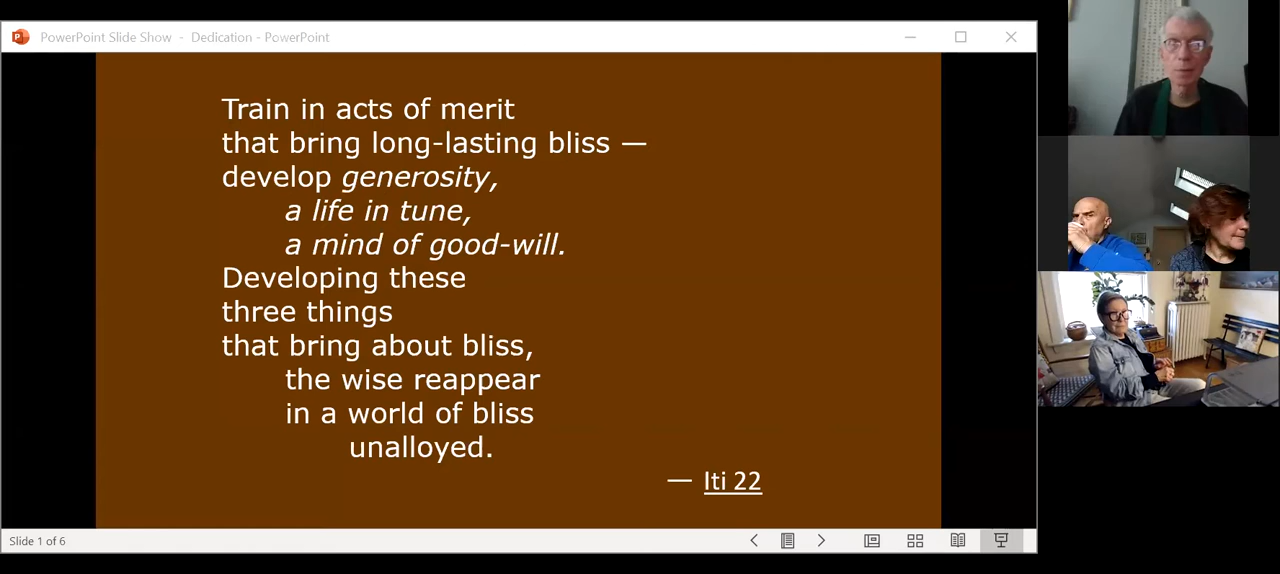 PowerPoint Slide Show - Dedication - PowerPoint
Train in acts of merit
that bring long-lasting bliss —
develop generosity,
a life in tune,
a mind of good-will.
Developing these
three things
that bring about bliss,
the wise reappear
in a world of bliss
unalloyed.
— Iti 22
Slide 1 of 6